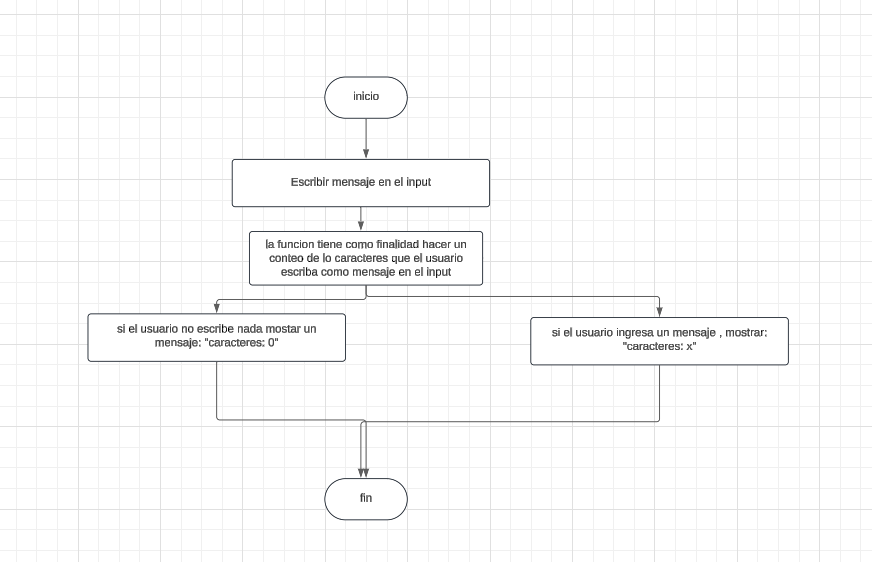 inicio
Escribir mensaje en el input
la funcion tiene como finalidad hacer un
conteo de lo caracteres que el usuario
escriba como mensaje en el input
si el usuario no escribe nada mostar un
mensaje: "caracteres: 0"
si el usuario ingresa un mensaje , mostrar:
"caracteres: x"
fin